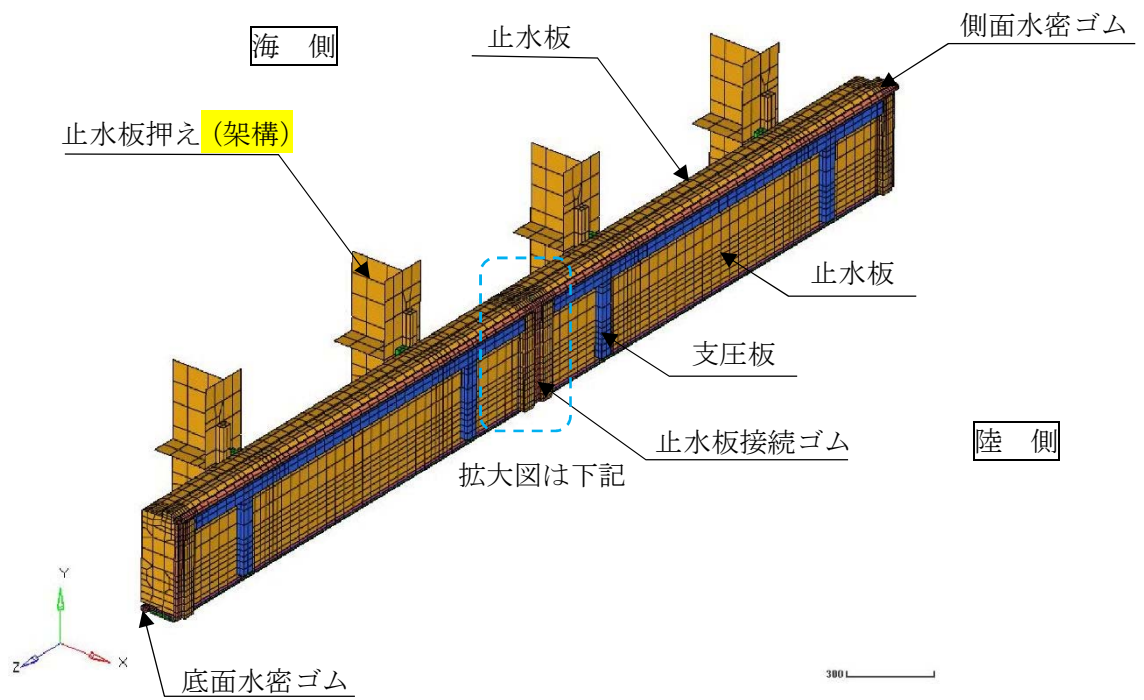 海 側
止水板
側面水密ゴム
止水板押え (架構)
止水板
支圧板
止水板接続ゴム
陸 側
拡大図は下記
Y
Z
X
底面水密ゴム
300